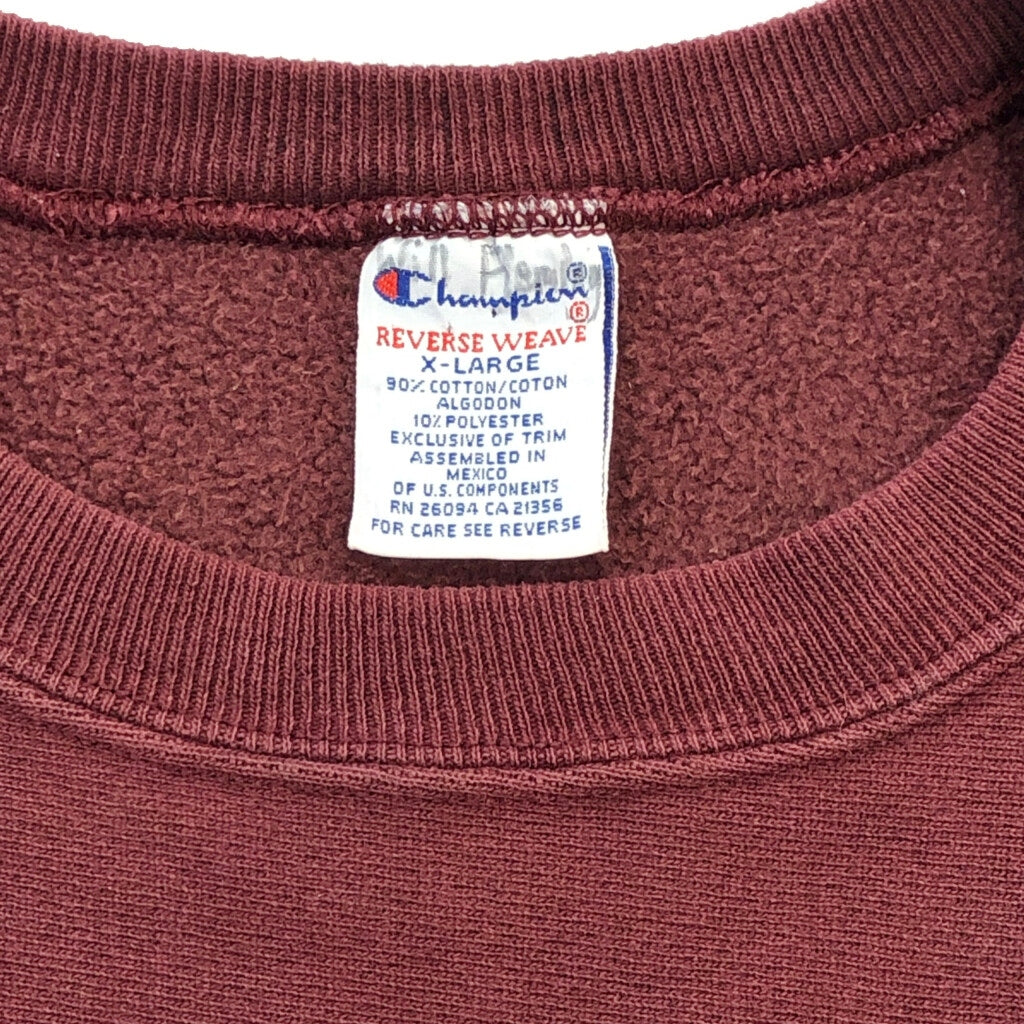 Will
Champion®
REVERSE WEAVE®
X-LARGE
90% COTTON/COTON
ALGODON
10% POLYESTER
EXCLUSIVE OF TRIM
ASSEMBLED IN
MEXICO
OF U.S. COMPONENTS
RN 26094 CA 21356
FOR CARE SEE REVERSE